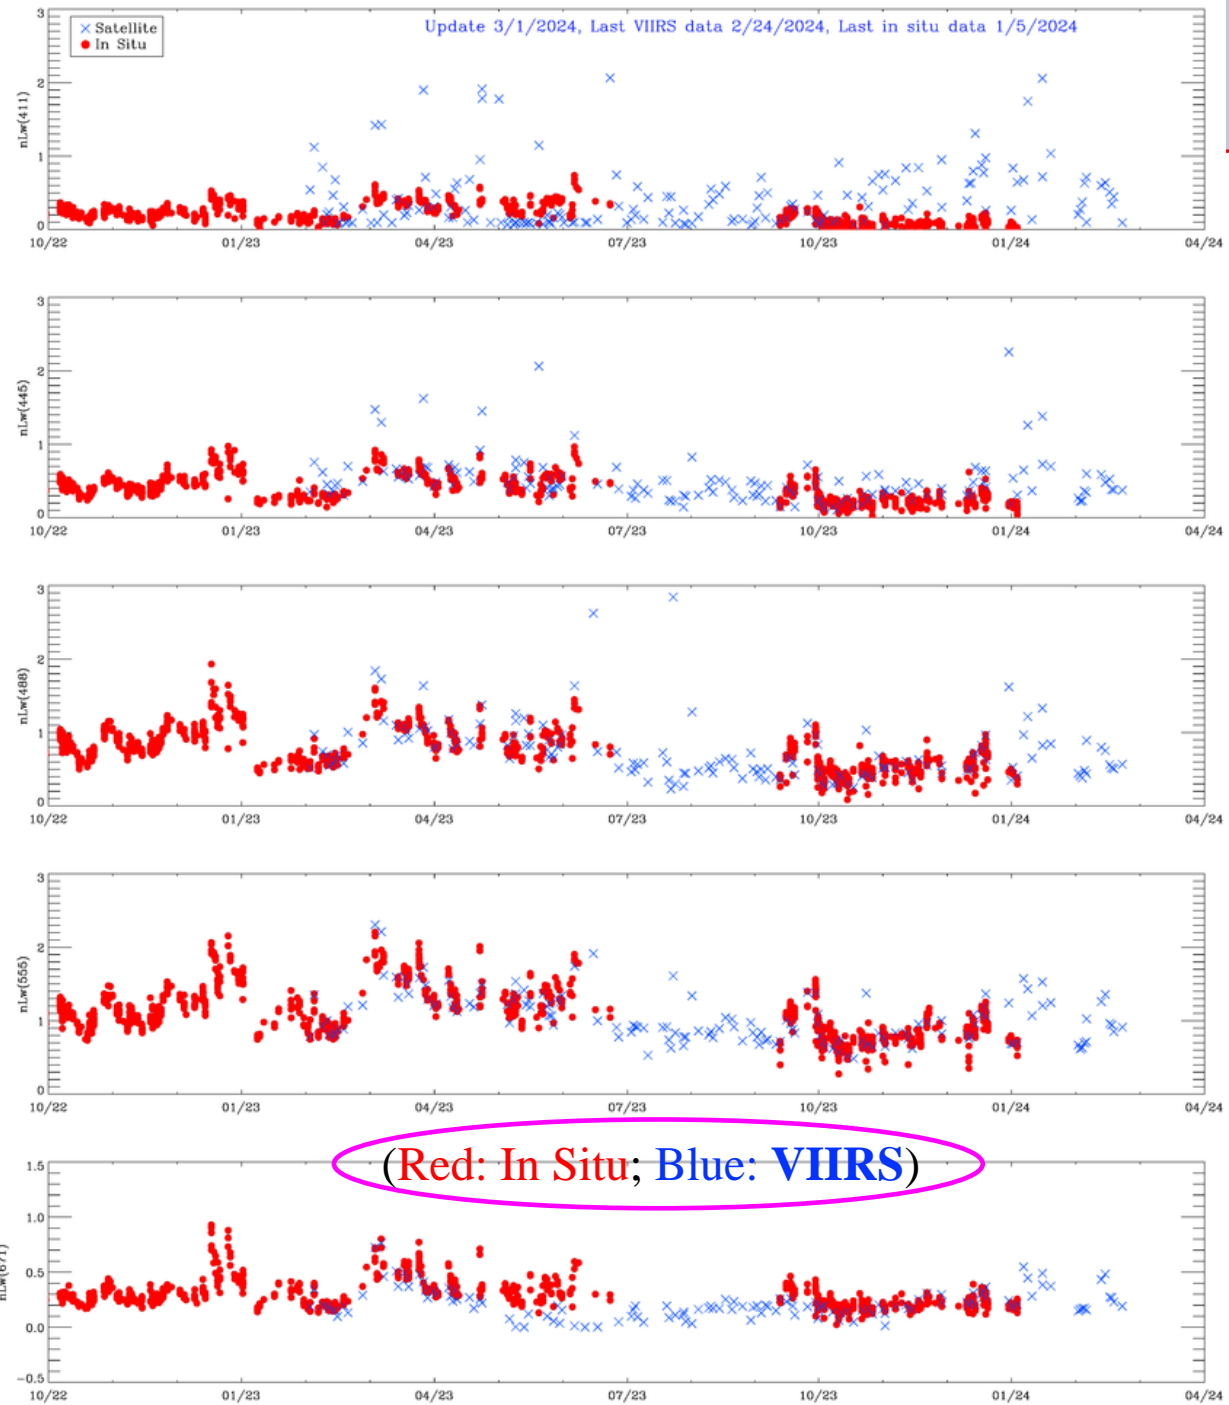 Update 3/1/2024, Last VIIRS data 2/24/2024, Last in situ data 1/5/2024
× Satellite
● In Situ
3
2
1
0
nLw(411)
10/22 01/23 04/23 07/23 10/23 01/24 04/24
3
2
1
0
nLw(445)
10/22 01/23 04/23 07/23 10/23 01/24 04/24
3
2
1
0
nLw(488)
10/22 01/23 04/23 07/23 10/23 01/24 04/24
3
2
1
0
nLw(555)
10/22 01/23 04/23 07/23 10/23 01/24 04/24
(Red: In Situ; Blue: VIIRS)
1.5
1.0
0.5
0.0
-0.5
nLw(671)
10/22 01/23 04/23 07/23 10/23 01/24 04/24